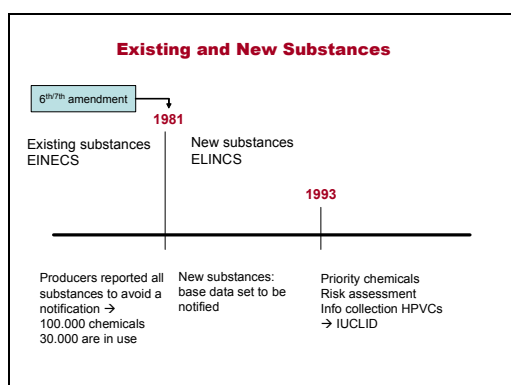 Existing and New Substances
6th/7th amendment
1981
Existing substances
EINECS
New substances
ELINCS
1993
Producers reported all
substances to avoid a
notification →
100.000 chemicals
30.000 are in use
New substances:
base data set to be
notified
Priority chemicals
Risk assessment
Info collection HPVCs
→ IUCLID